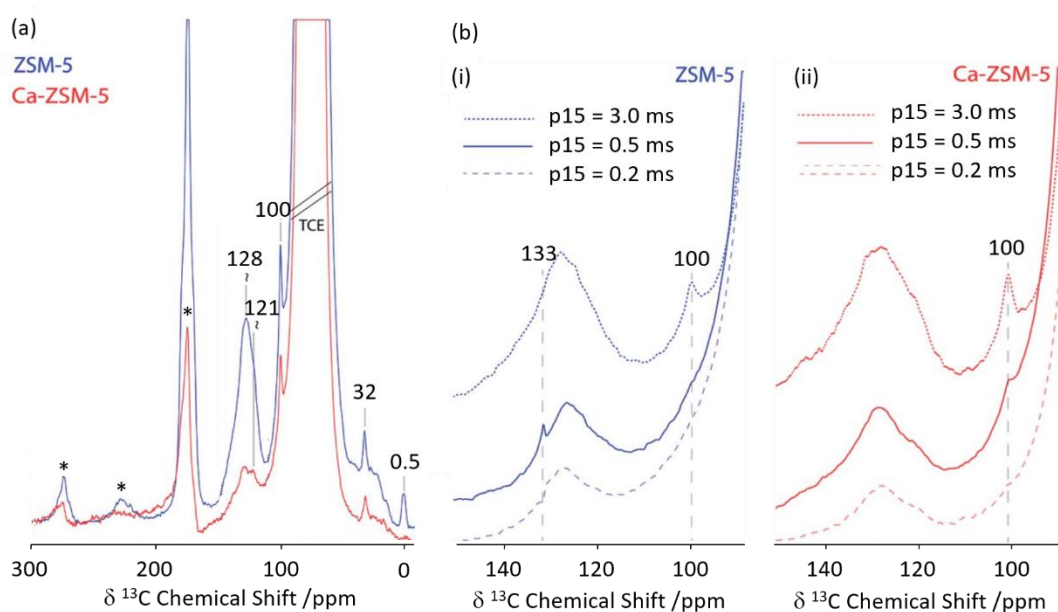 (a)
ZSM-5
Ca-ZSM-5
*
*
*
128
~
121
~
100
TCE
32
0.5
300
200
100
0
δ ¹³C Chemical Shift /ppm
(b)
(i)
ZSM-5
p15 = 3.0 ms
p15 = 0.5 ms
p15 = 0.2 ms
133
100
140
120
100
δ ¹³C Chemical Shift /ppm
(ii)
Ca-ZSM-5
p15 = 3.0 ms
p15 = 0.5 ms
p15 = 0.2 ms
100
140
120
100
δ ¹³C Chemical Shift /ppm